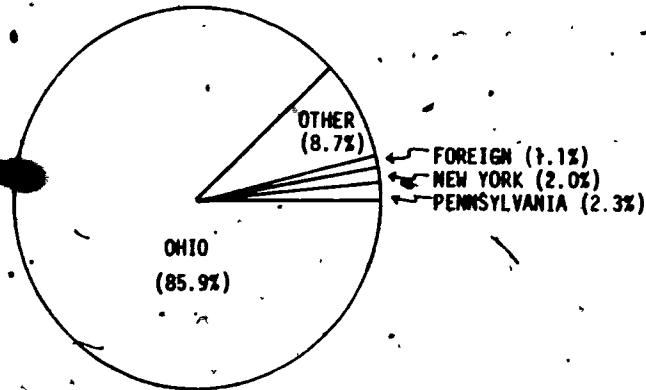 OTHER
(8.7%)
FOREIGN (1.1%)
NEW YORK (2.0%)
PENNSYLVANIA (2.3%)
OHIO
(85.9%)